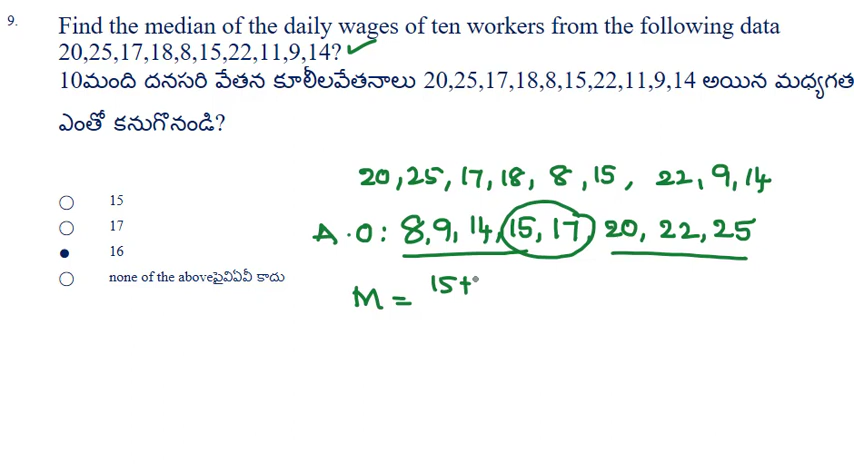 9. Find the median of the daily wages of ten workers from the following data
20,25,17,18,8,15,22,11,9,14?
10మంది దనసరి వేతన కూలీలవేతనాలు 20,25,17,18,8,15,22,11,9,14 అయిన మధ్యగత
ఎంతో కనుగొనండి?
20, 25, 17, 18, 8, 15, 22, 9, 14
15
A.O: 8, 9, 14, 15, 17, 20, 22, 25
17
16
none of the aboveపైవిఏవీ కాదు
M = 15+